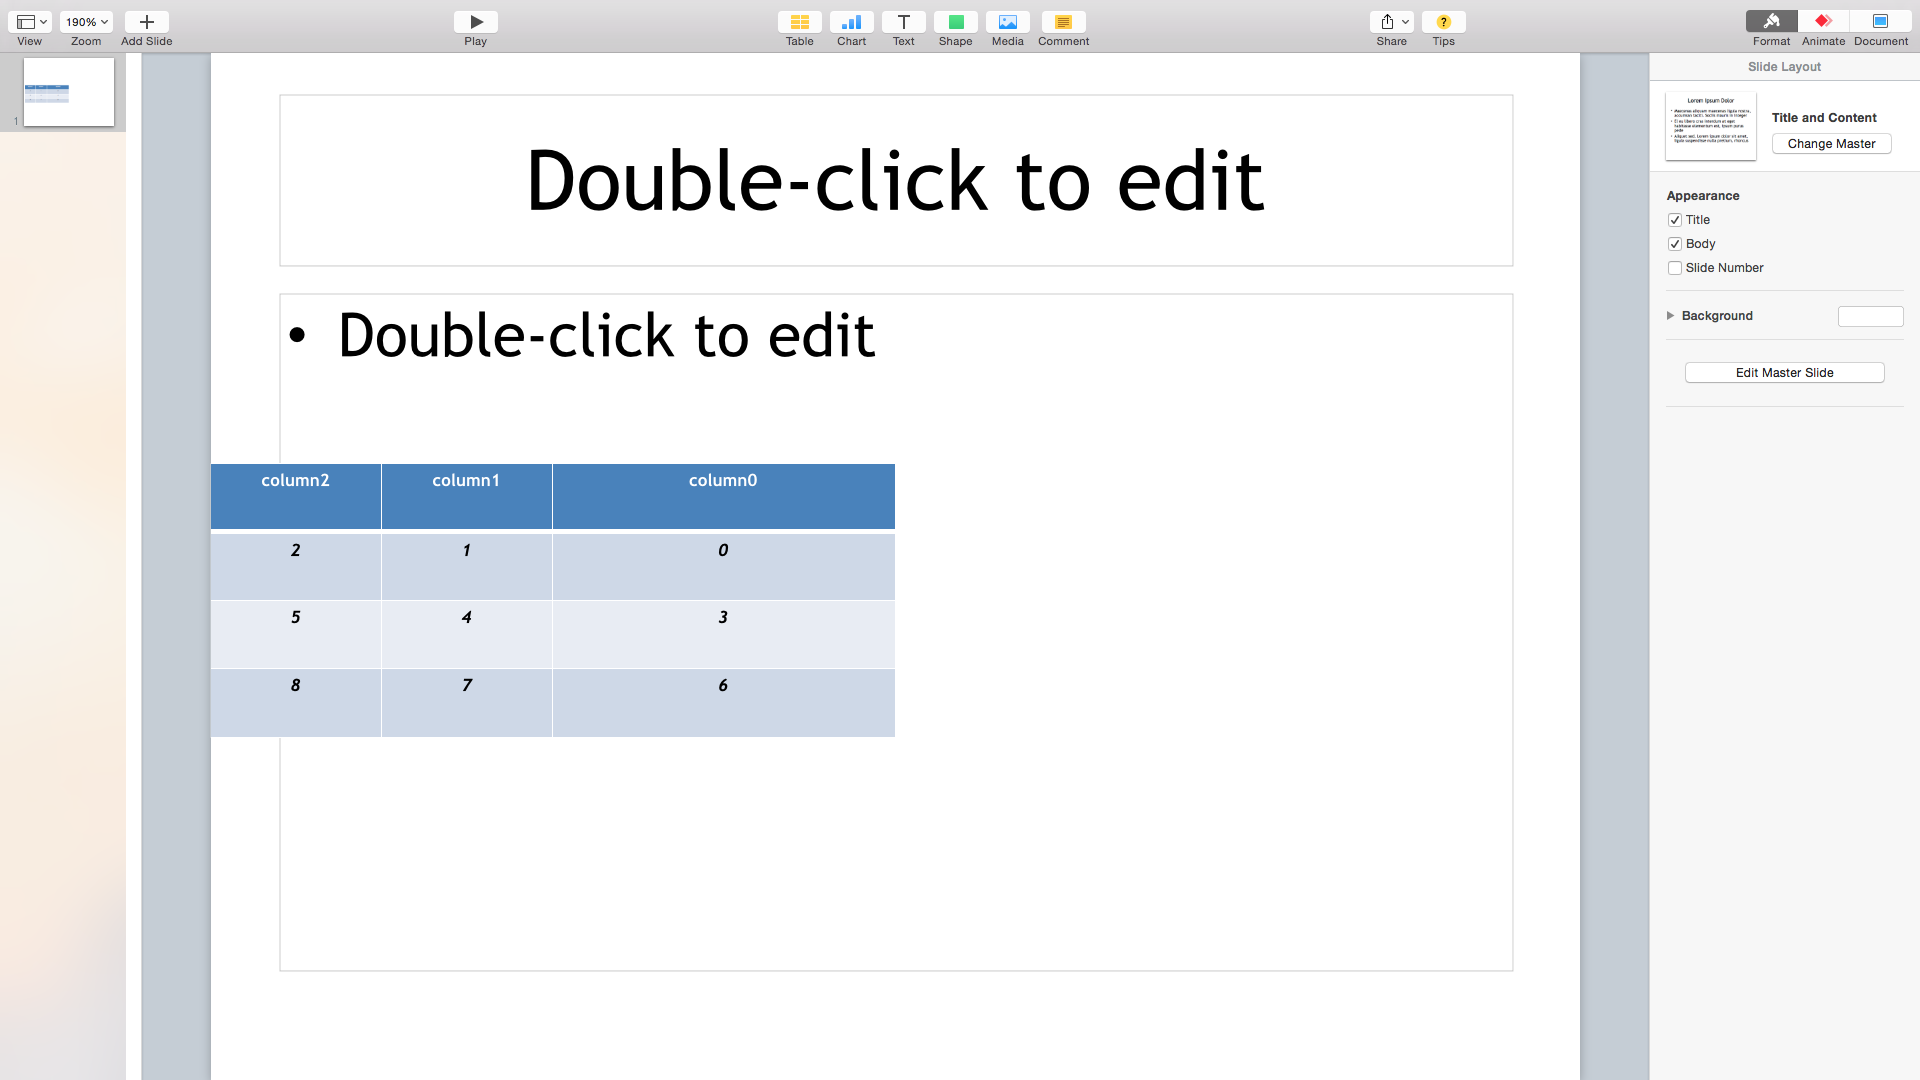 190%
View Zoom Add Slide Play Table Chart Text Shape Media Comment Share Tips Format Animate Document
1
Double-click to edit
• Double-click to edit
column2 column1 column0
2 1 0
5 4 3
8 7 6
Slide Layout
Lorem Ipsum Dolor
Title and Content
Change Master
Appearance
Title
Body
Slide Number
Background
Edit Master Slide